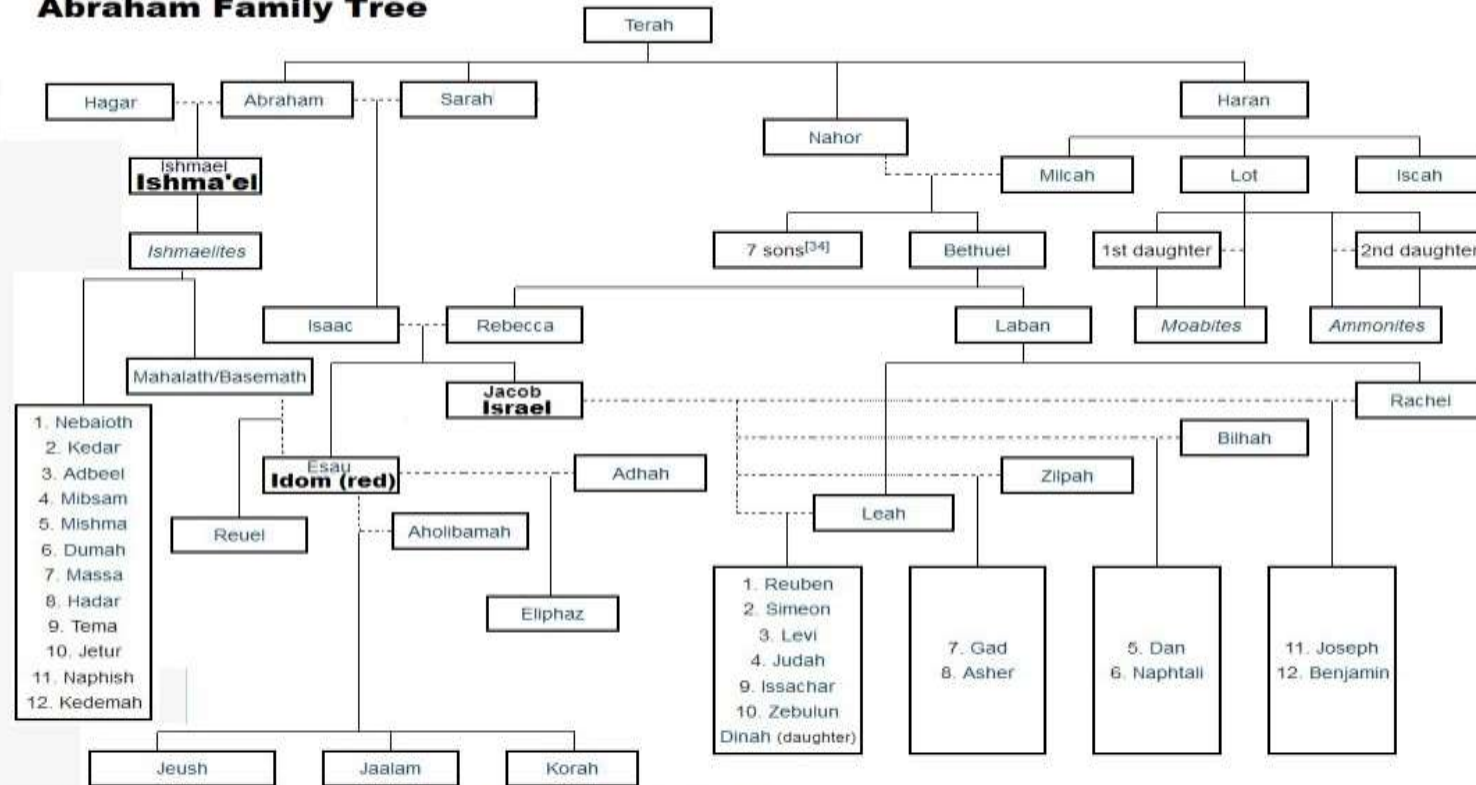 Abraham Family Tree
Terah
Hagar
Abraham
Sarah
Haran
Nahor
Ishmael
Ishma'el
Milcah
Lot
Iscah
Ishmaelites
7 sons[34]
Bethuel
1st daughter
2nd daughter
Isaac
Rebecca
Laban
Moabites
Ammonites
Mahalath/Basemath
Jacob
Israel
Rachel
1. Nebaioth
2. Kedar
3. Adbeel
4. Mibsam
5. Mishma
6. Dumah
7. Massa
8. Hadar
9. Tema
10. Jetur
11. Naphish
12. Kedemah
Bilhah
Esau
Idom (red)
Adhah
Zilpah
Leah
Reuel
Aholibamah
Eliphaz
1. Reuben
2. Simeon
3. Levi
4. Judah
9. Issachar
10. Zebulun
Dinah (daughter)
7. Gad
8. Asher
5. Dan
6. Naphtali
11. Joseph
12. Benjamin
Jeush
Jaalam
Korah